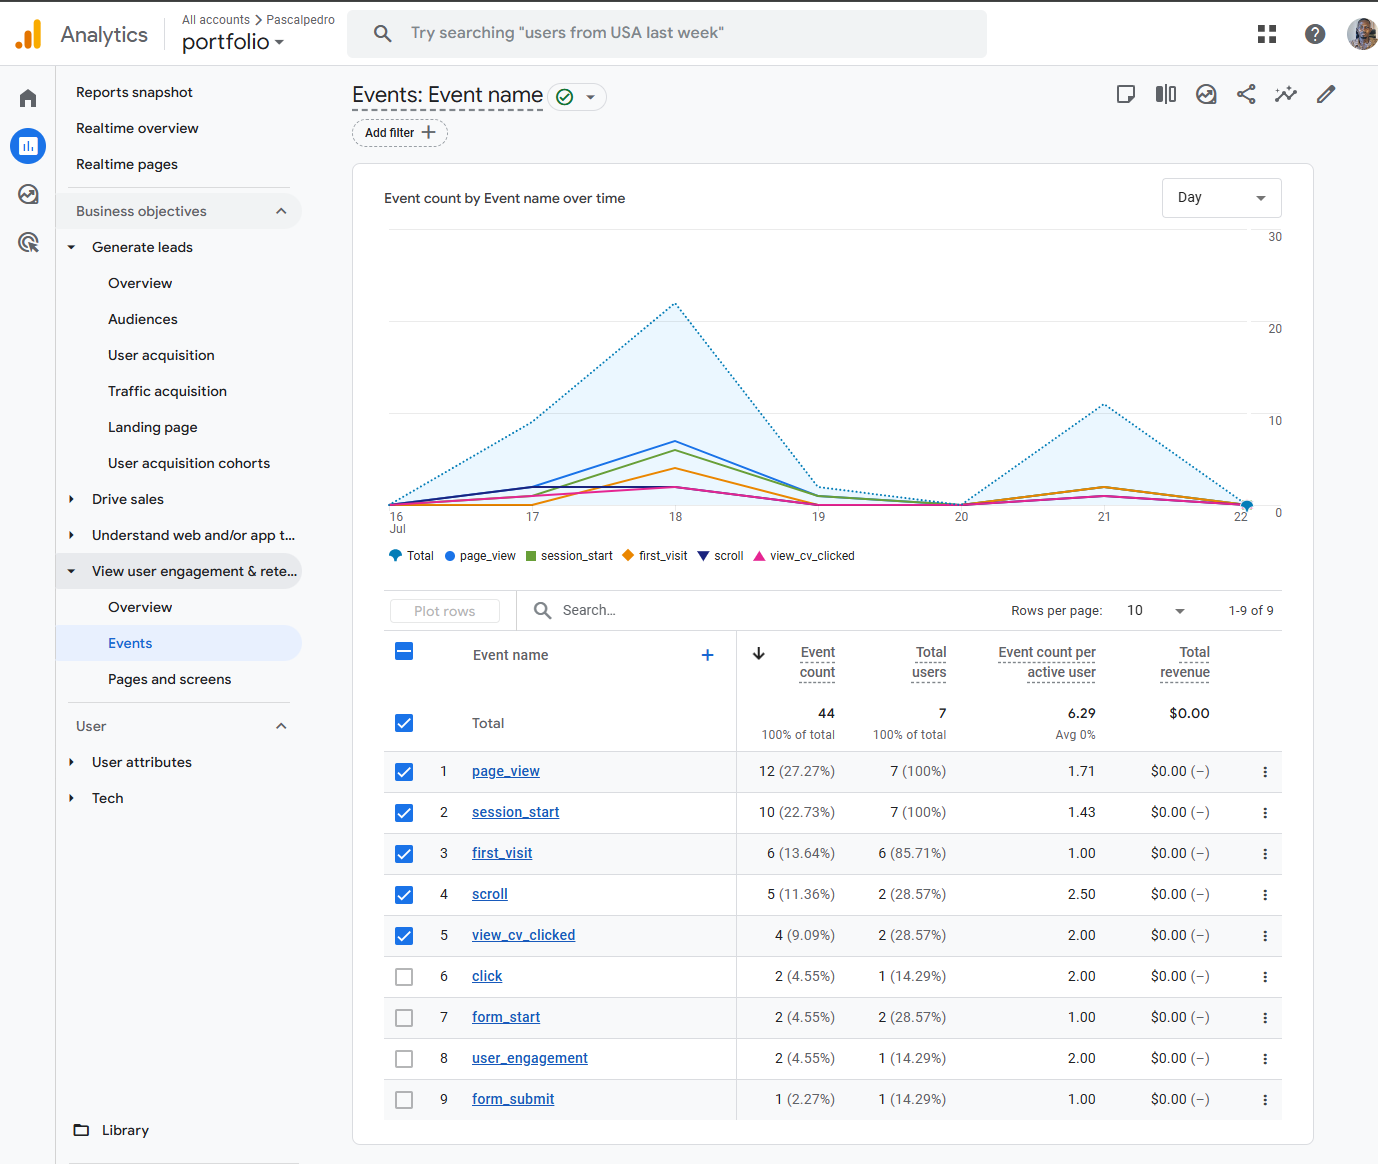 Analytics
All accounts > Pascalpedro
portfolio
Try searching "users from USA last week"
Reports snapshot
Realtime overview
Realtime pages
Business objectives
Generate leads
Overview
Audiences
User acquisition
Traffic acquisition
Landing page
User acquisition cohorts
Drive sales
Understand web and/or app t...
View user engagement & rete...
Overview
Events
Pages and screens
User
User attributes
Tech
Library
Events: Event name
Add filter +
Event count by Event name over time
Day
30
20
10
0
16 Jul
17
18
19
20
21
22
Total page_view session_start first_visit scroll view_cv_clicked
Plot rows
Search...
Rows per page: 10 1-9 of 9
Event name + Event count Total users Event count per active user Total revenue
Total 44 7 6.29 $0.00
100% of total 100% of total Avg 0%
1 page_view 12 (27.27%) 7 (100%) 1.71 $0.00 (–)
2 session_start 10 (22.73%) 7 (100%) 1.43 $0.00 (–)
3 first_visit 6 (13.64%) 6 (85.71%) 1.00 $0.00 (–)
4 scroll 5 (11.36%) 2 (28.57%) 2.50 $0.00 (–)
5 view_cv_clicked 4 (9.09%) 2 (28.57%) 2.00 $0.00 (–)
6 click 2 (4.55%) 1 (14.29%) 2.00 $0.00 (–)
7 form_start 2 (4.55%) 2 (28.57%) 1.00 $0.00 (–)
8 user_engagement 2 (4.55%) 1 (14.29%) 2.00 $0.00 (–)
9 form_submit 1 (2.27%) 1 (14.29%) 1.00 $0.00 (–)